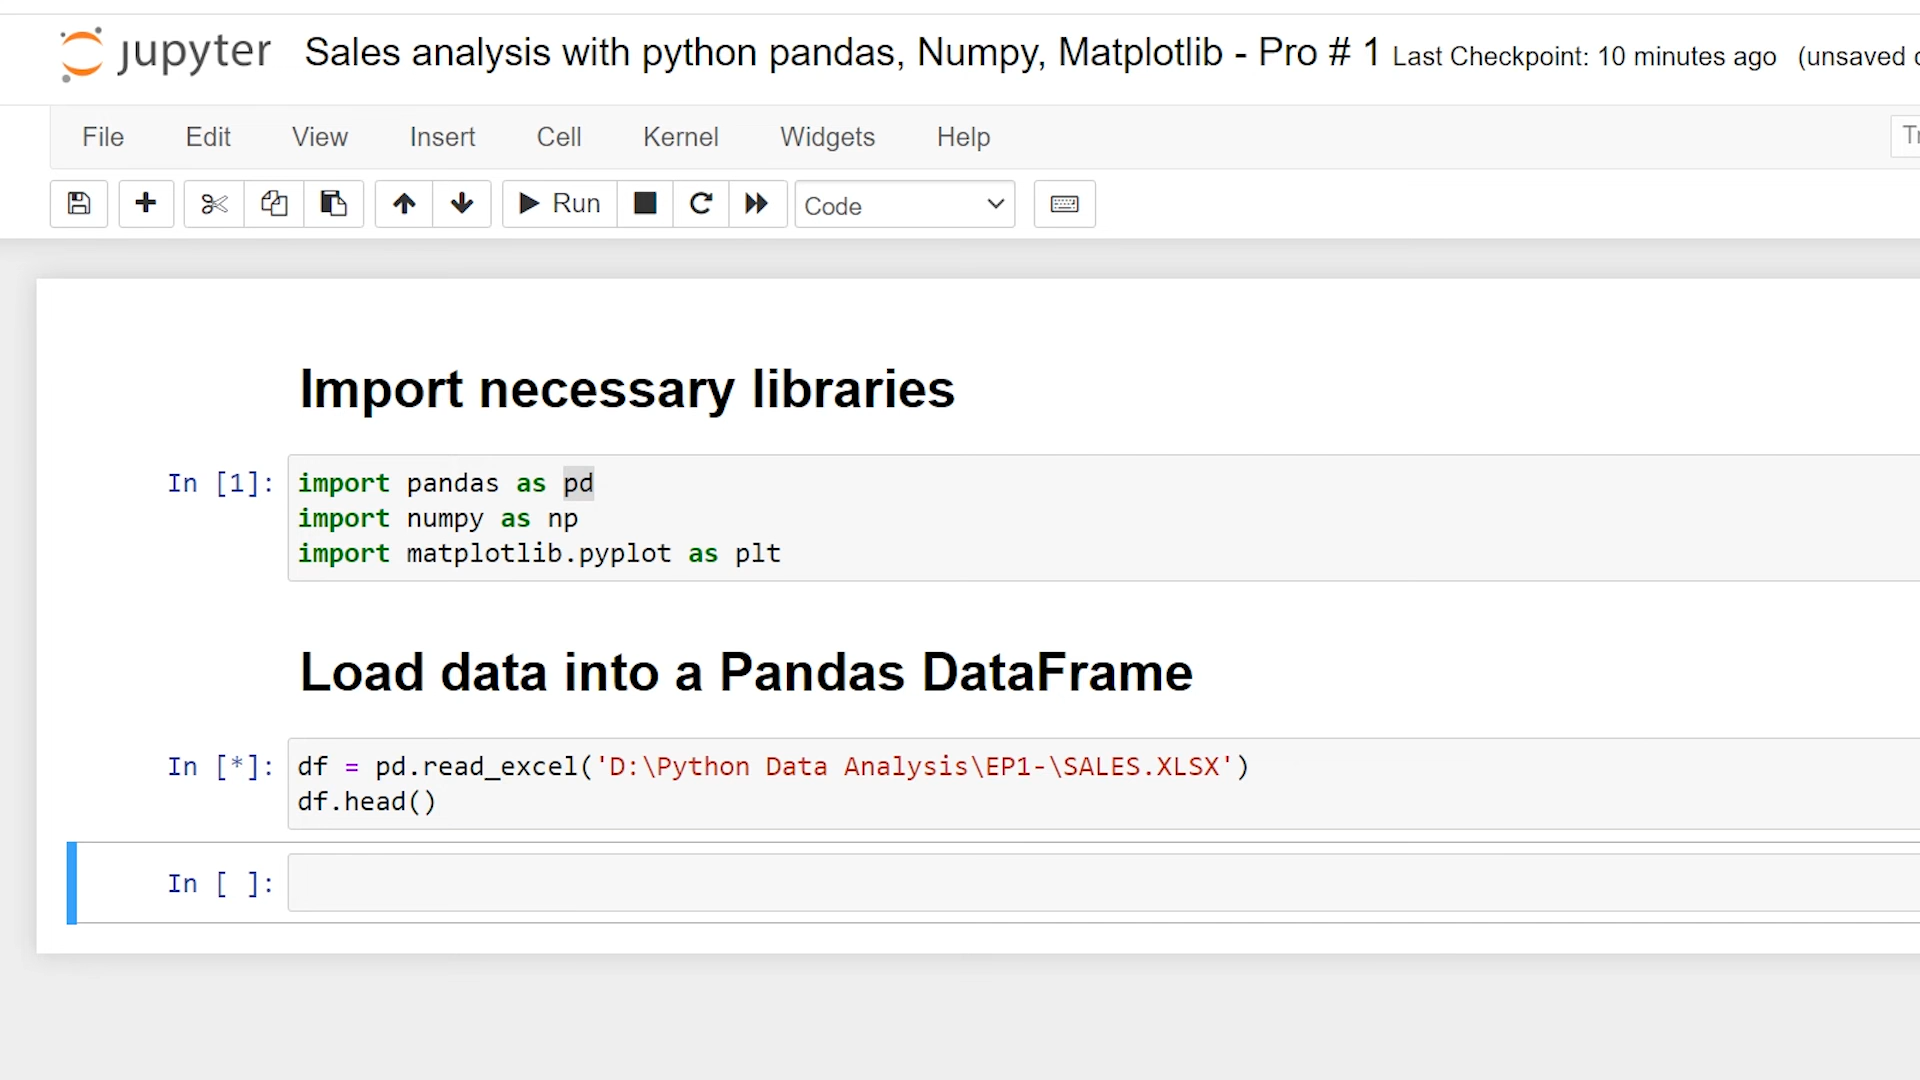 jupyter Sales analysis with python pandas, Numpy, Matplotlib - Pro # 1 Last Checkpoint: 10 minutes ago (unsaved
File Edit View Insert Cell Kernel Widgets Help
Run Code
Import necessary libraries
In [1]: import pandas as pd
import numpy as np
import matplotlib.pyplot as plt
Load data into a Pandas DataFrame
In [*]: df = pd.read_excel('D:\Python Data Analysis\EP1-\SALES.XLSX')
df.head()
In [ ]: